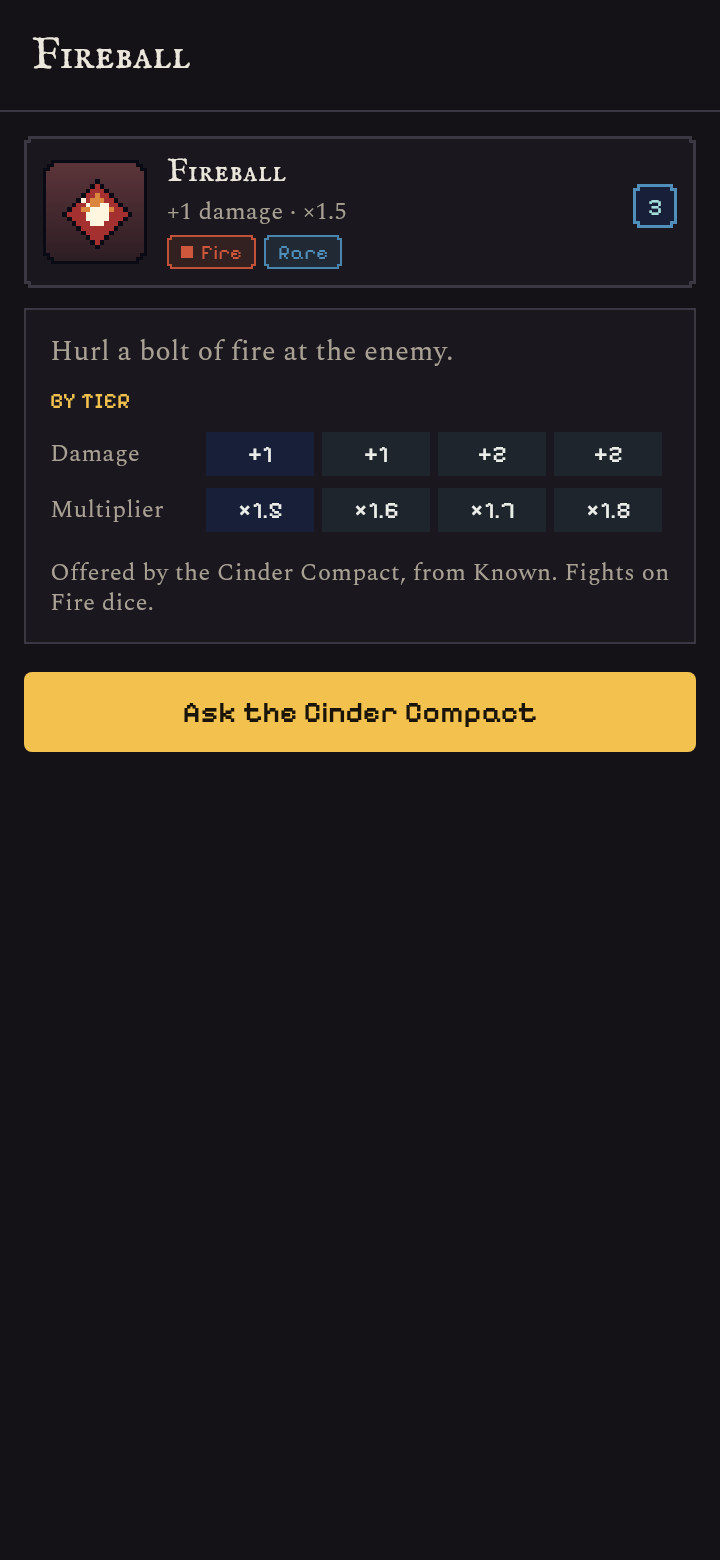 Fireball
Fireball
+1 damage · ×1.5
3
Fire Rare
Hurl a bolt of fire at the enemy.
BY TIER
Damage +1 +1 +2 +2
Multiplier ×1.5 ×1.6 ×1.7 ×1.8
Offered by the Cinder Compact, from Known. Fights on
Fire dice.
Ask the Cinder Compact